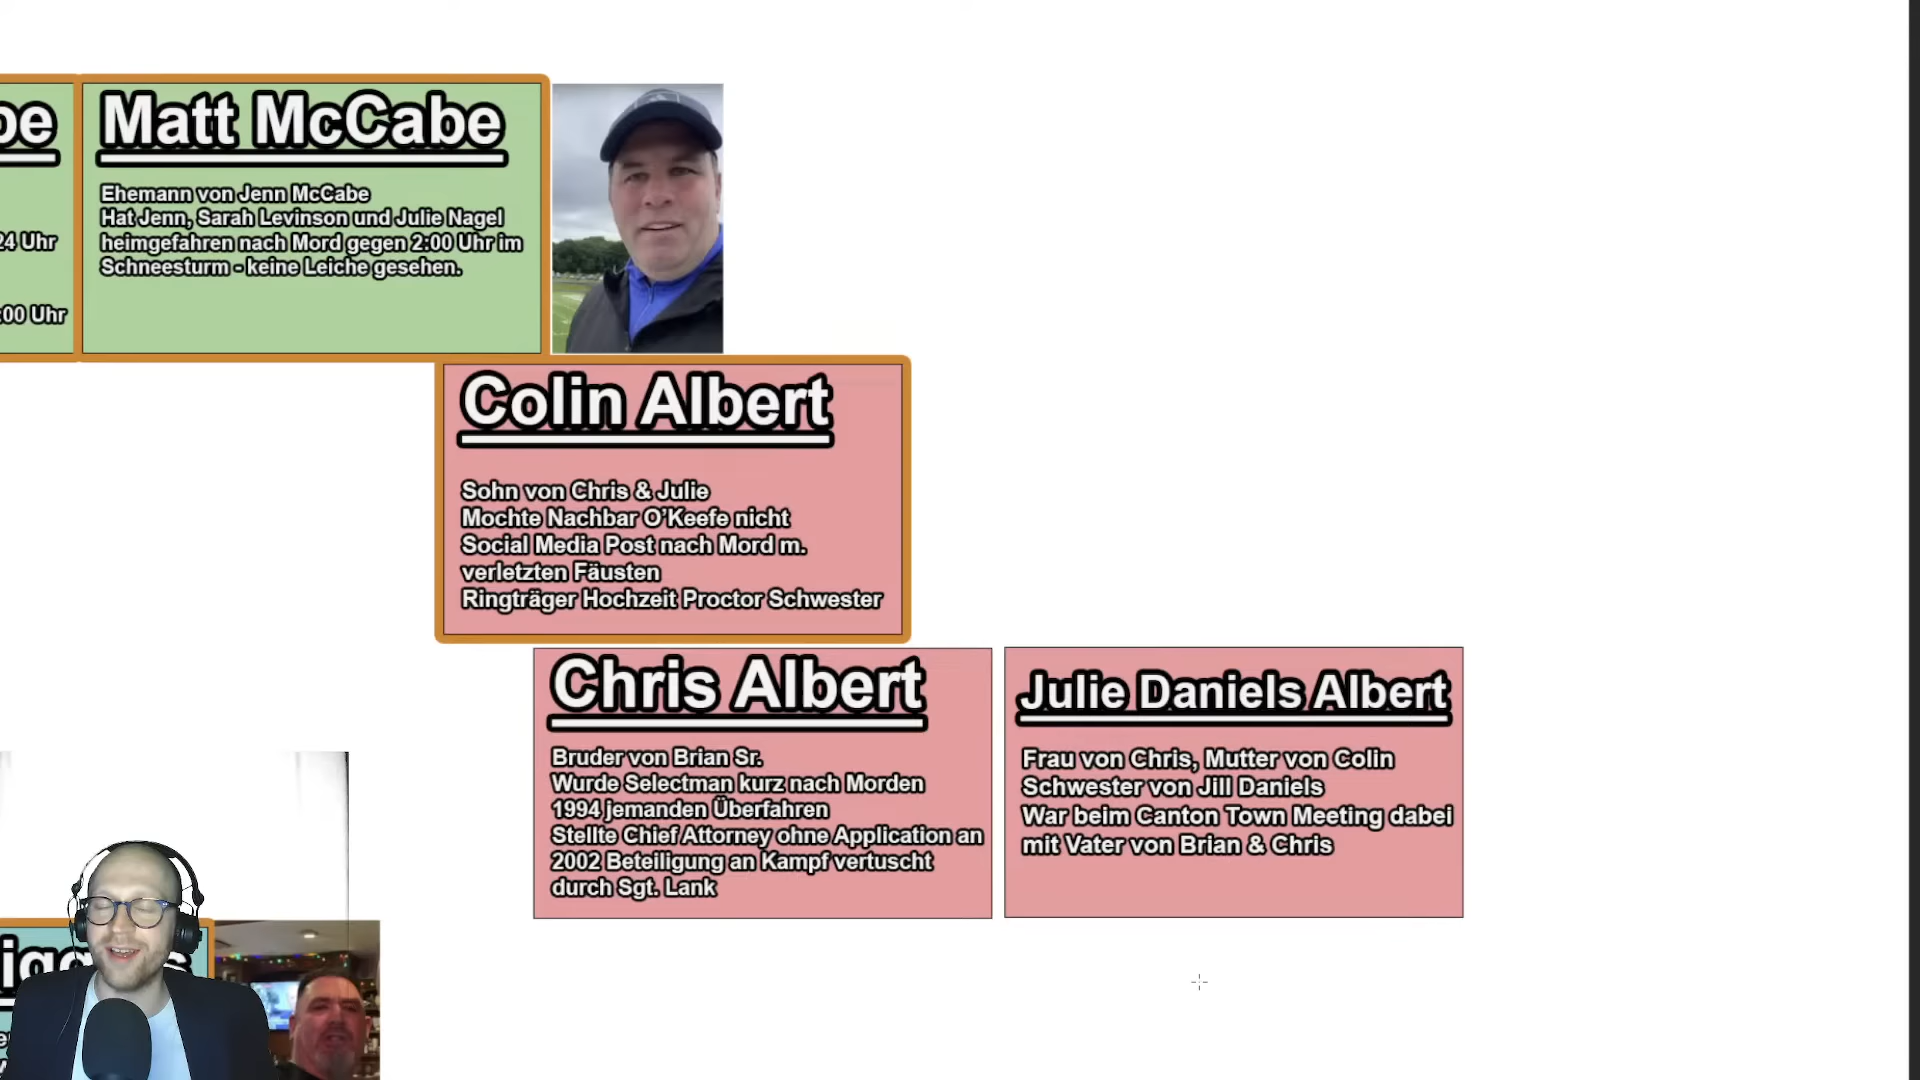 be
24 Uhr
:00 Uhr
Matt McCabe
Ehemann von Jenn McCabe
Hat Jenn, Sarah Levinson und Julie Nagel
heimgefahren nach Mord gegen 2:00 Uhr im
Schneesturm - keine Leiche gesehen.
Colin Albert
Sohn von Chris & Julie
Mochte Nachbar O'Keefe nicht
Social Media Post nach Mord m.
verletzten Fäusten
Ringträger Hochzeit Proctor Schwester
Chris Albert
Bruder von Brian Sr.
Wurde Selectman kurz nach Morden
1994 jemanden Überfahren
Stellte Chief Attorney ohne Application an
2002 Beteiligung an Kampf vertuscht
durch Sgt. Lank
Julie Daniels Albert
Frau von Chris, Mutter von Colin
Schwester von Jill Daniels
War beim Canton Town Meeting dabei
mit Vater von Brian & Chris